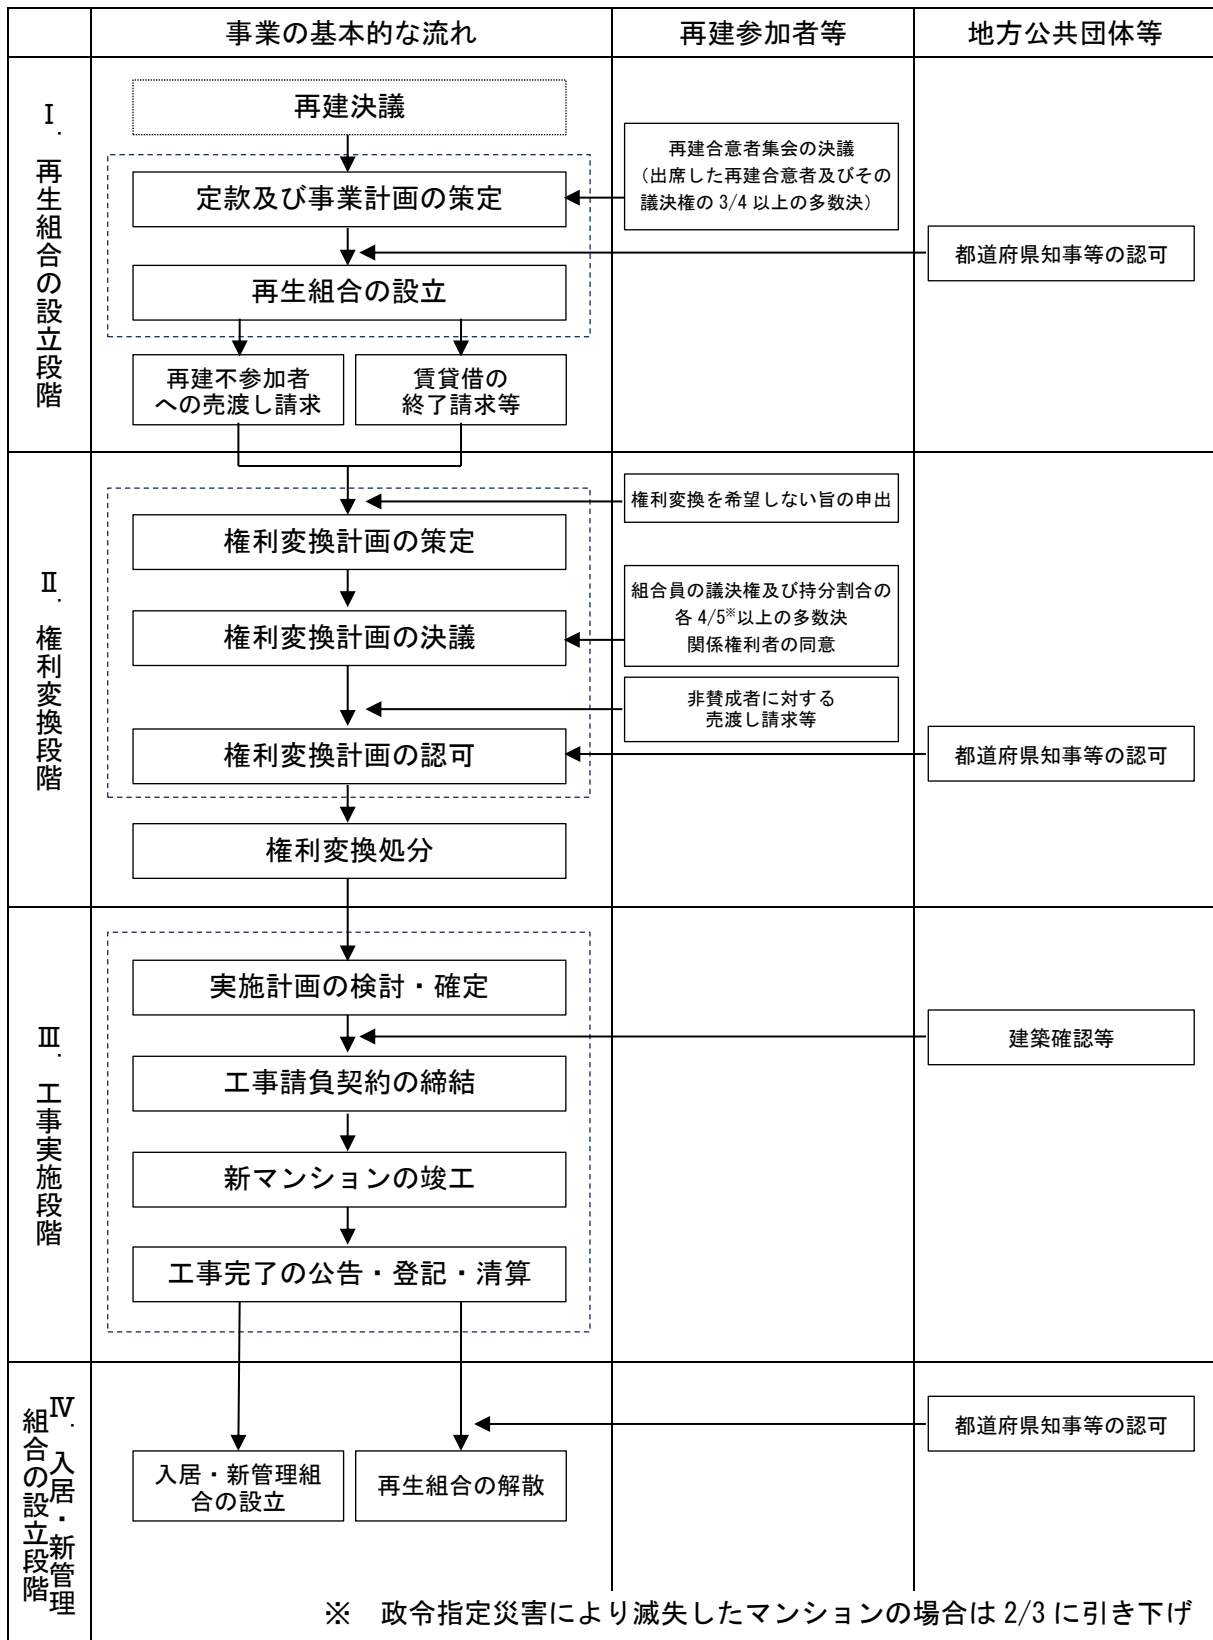 事業の基本的な流れ
再建参加者等
地方公共団体等
Ⅰ．再生組合の設立段階
再建決議
再建合意者集会の決議
（出席した再建合意者及びその
議決権の 3/4 以上の多数決）
定款及び事業計画の策定
都道府県知事等の認可
再生組合の設立
再建不参加者
への売渡し請求
賃貸借の
終了請求等
Ⅱ．権利変換段階
権利変換を希望しない旨の申出
権利変換計画の策定
組合員の議決権及び持分割合の
各 4/5※以上の多数決
関係権利者の同意
権利変換計画の決議
非賛成者に対する
売渡し請求等
権利変換計画の認可
都道府県知事等の認可
権利変換処分
Ⅲ．工事実施段階
実施計画の検討・確定
建築確認等
工事請負契約の締結
新マンションの竣工
工事完了の公告・登記・清算
Ⅳ．入居・新管理
組合の設立段階
都道府県知事等の認可
入居・新管理組
合の設立
再生組合の解散
※　政令指定災害により滅失したマンションの場合は 2/3 に引き下げ